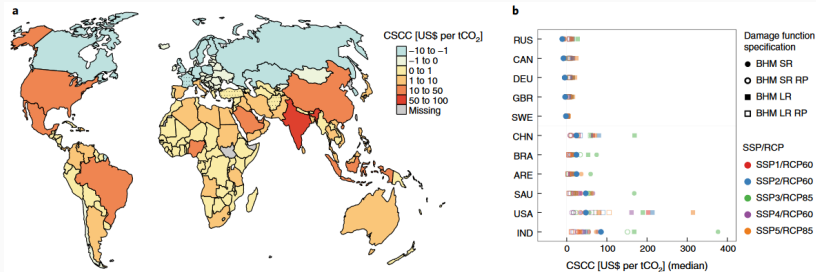 a
CSCC [US$ per tCO2]
−10 to −1
−1 to 0
0 to 1
1 to 10
10 to 50
50 to 100
Missing
b
RUS
CAN
DEU
GBR
SWE
CHN
BRA
ARE
SAU
USA
IND
0
100
200
300
400
CSCC [US$ per tCO2] (median)
Damage function
specification
BHM SR
BHM SR RP
BHM LR
BHM LR RP
SSP/RCP
SSP1/RCP60
SSP2/RCP60
SSP3/RCP85
SSP4/RCP60
SSP5/RCP85